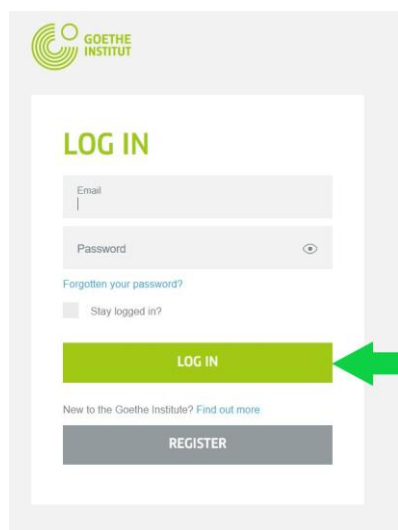 GOETHE
INSTITUT
LOG IN
Email
Password
Forgotten your password?
Stay logged in?
LOG IN
New to the Goethe Institute? Find out more
REGISTER